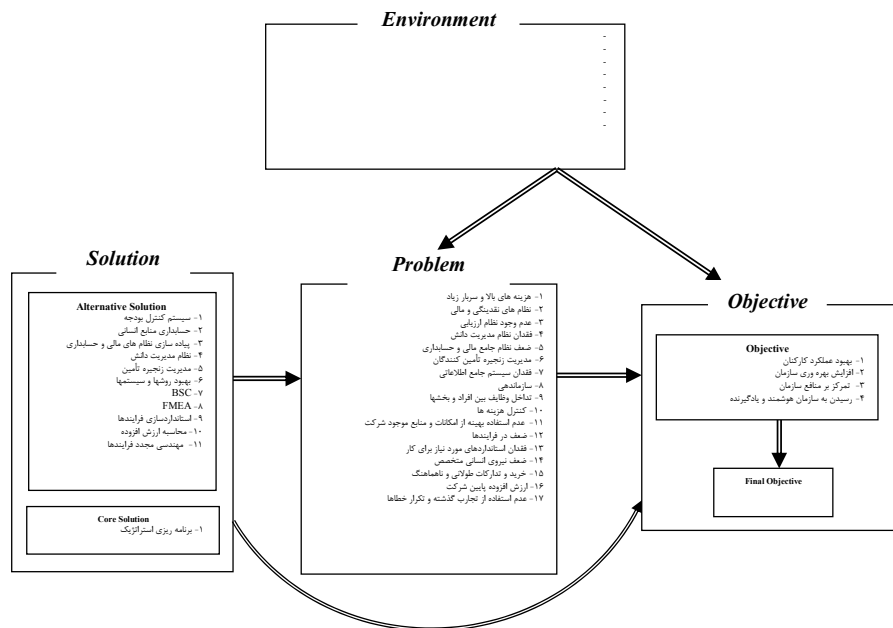 Environment
-
-
-
-
-
-
-
-
Solution
Alternative Solution
۱- سیستم کنترل بودجه
۲- حسابداری منابع انسانی
۳- پیاده سازی نظام های مالی و حسابداری
۴- نظام مدیریت دانش
۵- مدیریت زنجیره تأمین
۶- بهبود روشها و سیستمها
۷- BSC
۸- FMEA
۹- استانداردسازی فرایندها
۱۰- محاسبه ارزش افزوده
۱۱- مهندسی مجدد فرایندها
Core Solution
۱- برنامه ریزی استراتژیک
Problem
۱- هزینه های بالا و سربار زیاد
۲- نظام های نقدینگی و مالی
۳- عدم وجود نظام ارزیابی
۴- فقدان نظام مدیریت دانش
۵- ضعف نظام جامع مالی و حسابداری
۶- مدیریت زنجیره تأمین کنندگان
۷- فقدان سیستم جامع اطلاعاتی
۸- سازماندهی
۹- تداخل وظایف بین افراد و بخشها
۱۰- کنترل هزینه ها
۱۱- عدم استفاده بهینه از امکانات و منابع موجود شرکت
۱۲- ضعف در فرایندها
۱۳- فقدان استانداردهای مورد نیاز برای کار
۱۴- ضعف نیروی انسانی متخصص
۱۵- خرید و تدارکات طولانی و ناهماهنگ
۱۶- ارزش افزوده پایین شرکت
۱۷- عدم استفاده از تجارب گذشته و تکرار خطاها
Objective
Objective
۱- بهبود عملکرد کارکنان
۲- افزایش بهره وری سازمان
۳- تمرکز بر منافع سازمان
۴- رسیدن به سازمان هوشمند و یادگیرنده
Final Objective